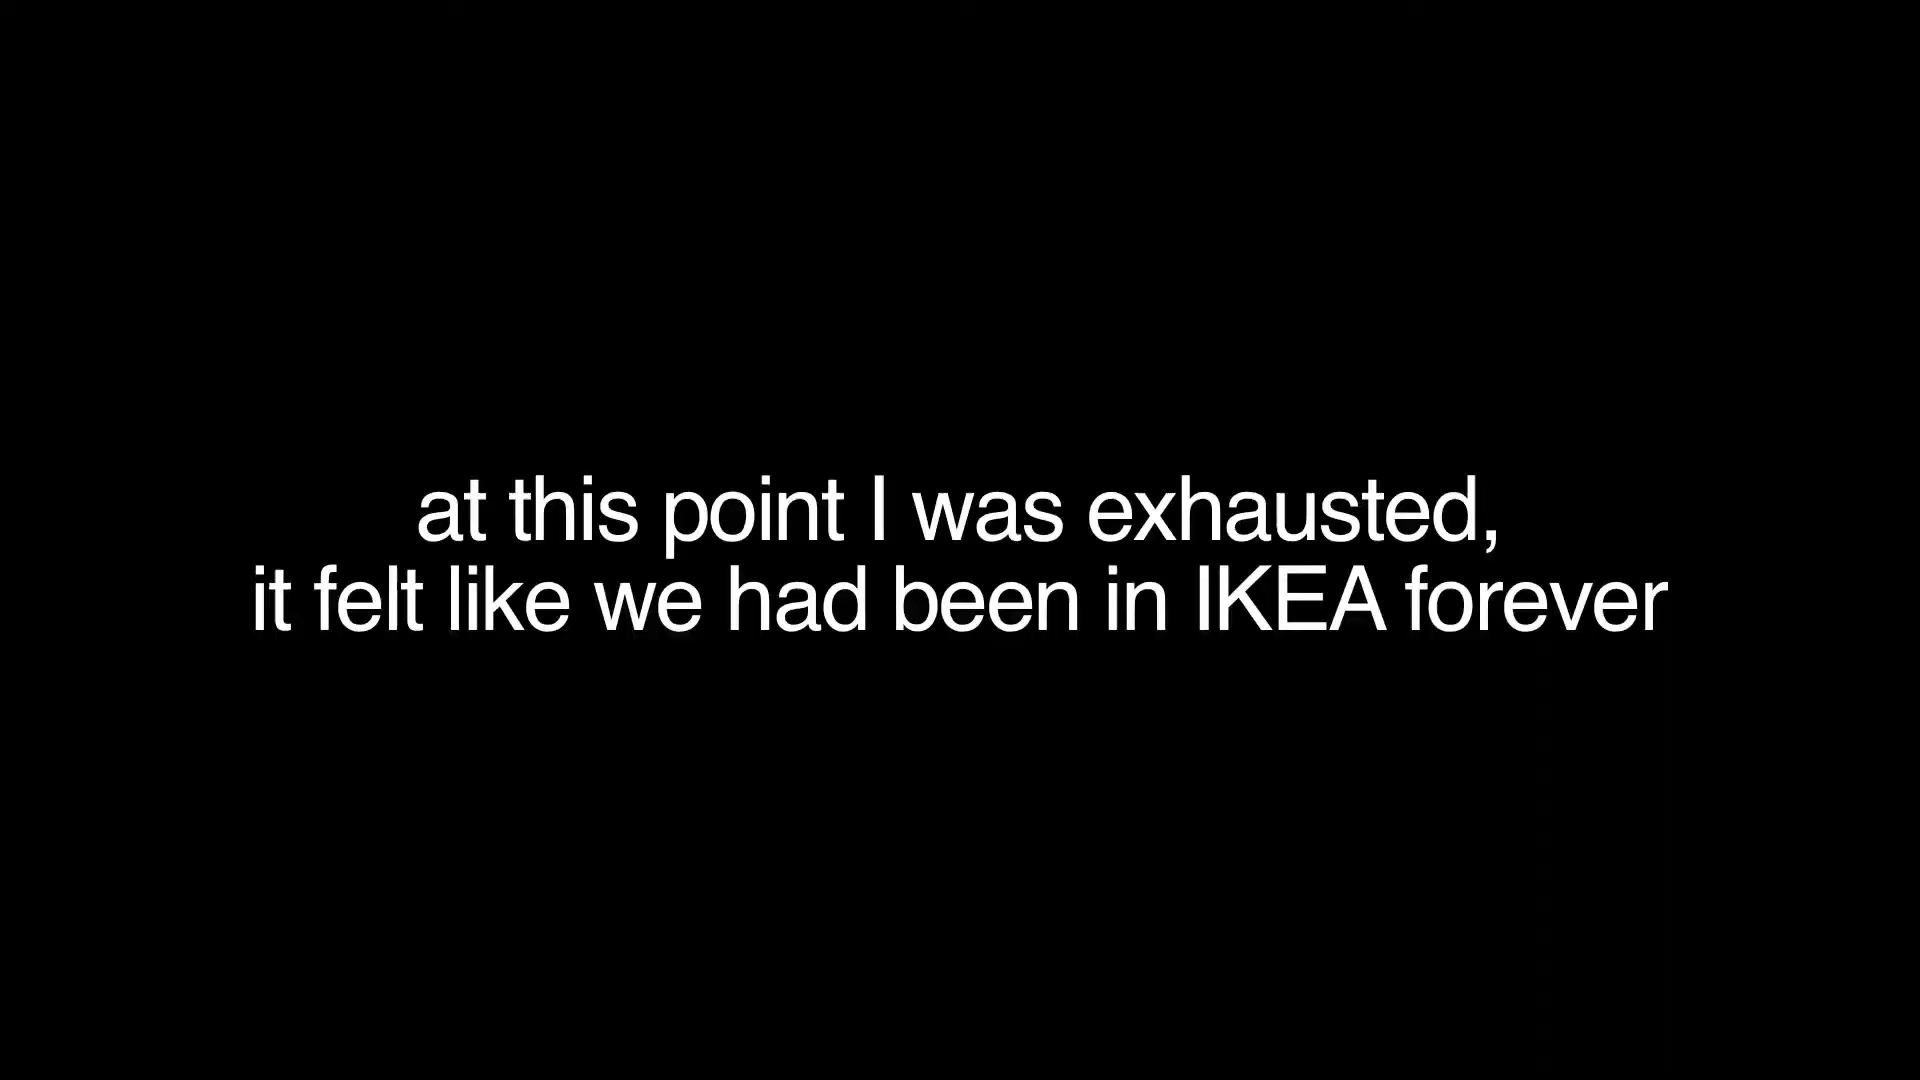 at this point I was exhausted,
it felt like we had been in IKEA forever